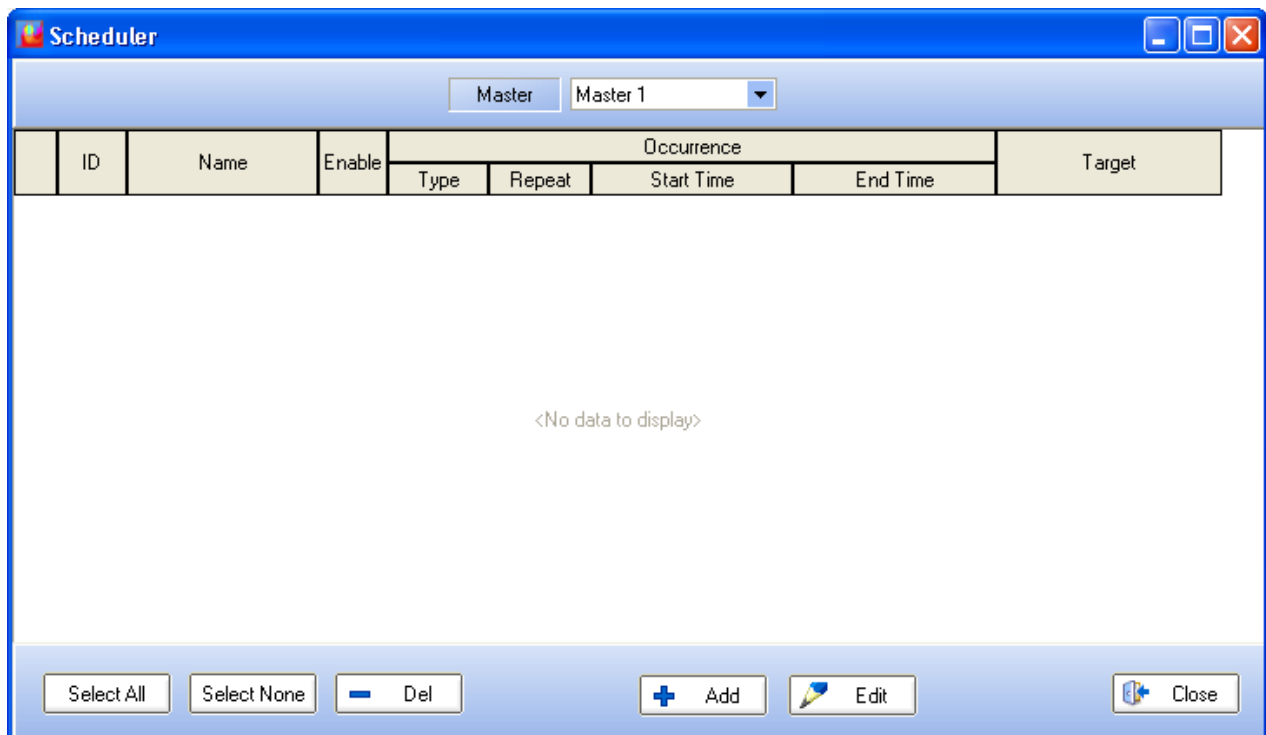 Scheduler
Master Master 1
ID Name Enable Occurrence Target
Type Repeat Start Time End Time
<No data to display>
Select All Select None Del Add Edit Close